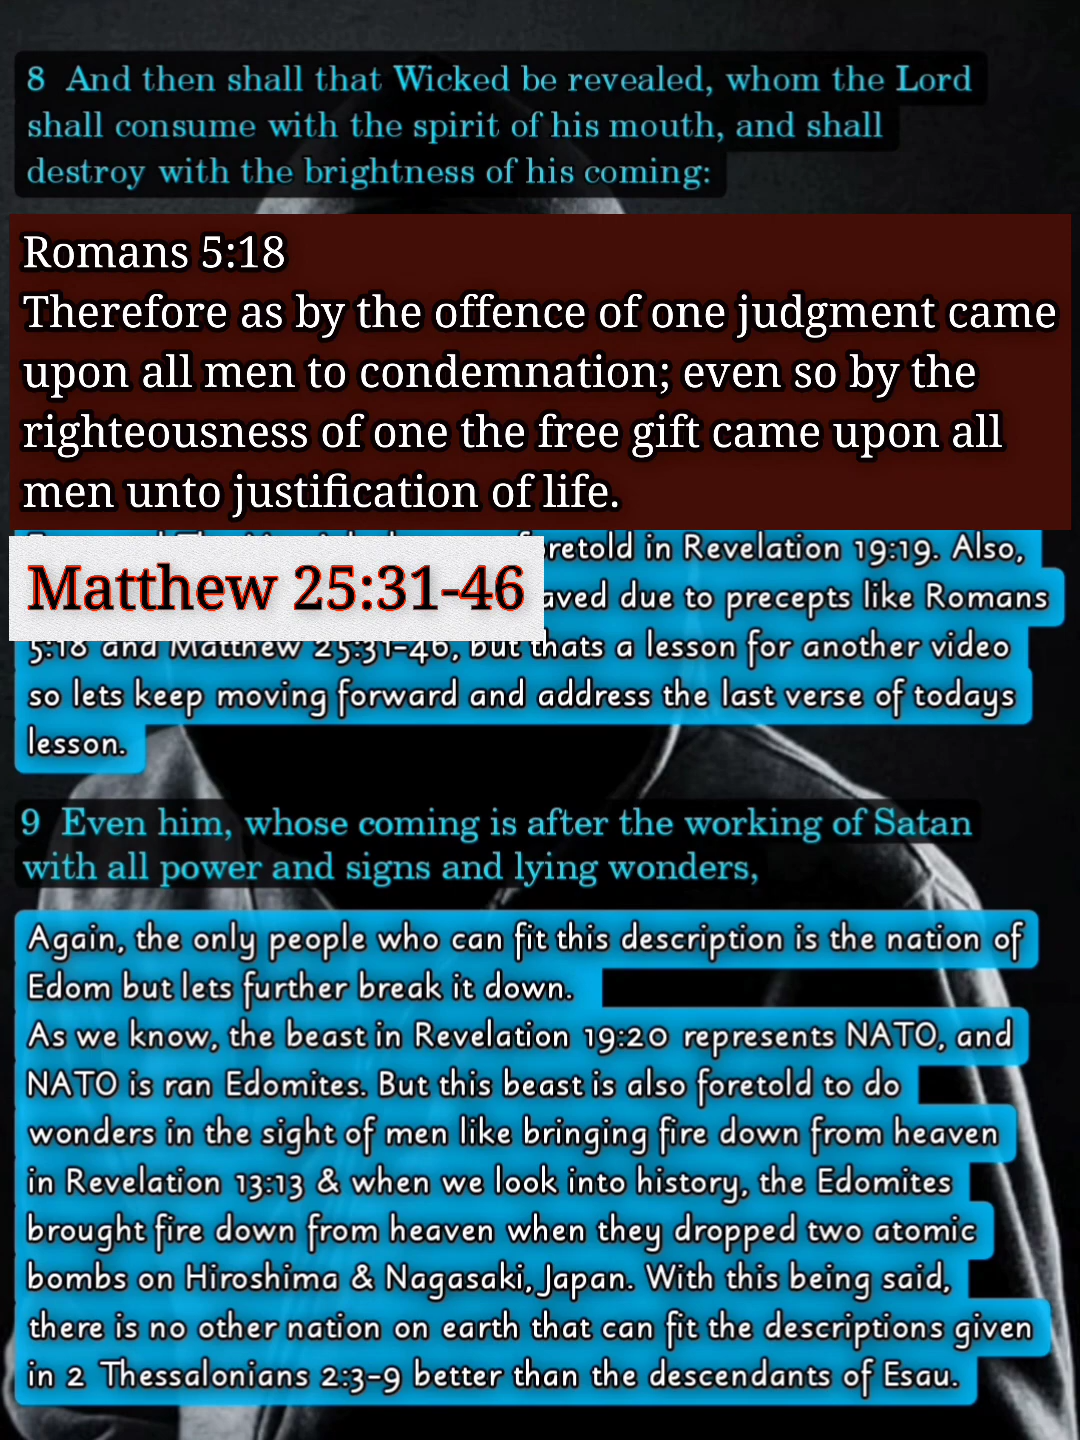 8 And then shall that Wicked be revealed, whom the Lord
shall consume with the spirit of his mouth, and shall
destroy with the brightness of his coming:
Romans 5:18
Therefore as by the offence of one judgment came
upon all men to condemnation; even so by the
righteousness of one the free gift came upon all
men unto justification of life.
foretold in Revelation 19:19. Also,
Matthew 25:31-46
due to precepts like Romans
5:18 and Matthew 25:31-46, but thats a lesson for another video
so lets keep moving forward and address the last verse of todays
lesson.
9 Even him, whose coming is after the working of Satan
with all power and signs and lying wonders,
Again, the only people who can fit this description is the nation of
Edom but lets further break it down.
As we know, the beast in Revelation 19:20 represents NATO, and
NATO is ran Edomites. But this beast is also foretold to do
wonders in the sight of men like bringing fire down from heaven
in Revelation 13:13 & when we look into history, the Edomites
brought fire down from heaven when they dropped two atomic
bombs on Hiroshima & Nagasaki, Japan. With this being said,
there is no other nation on earth that can fit the descriptions given
in 2 Thessalonians 2:3-9 better than the descendants of Esau.